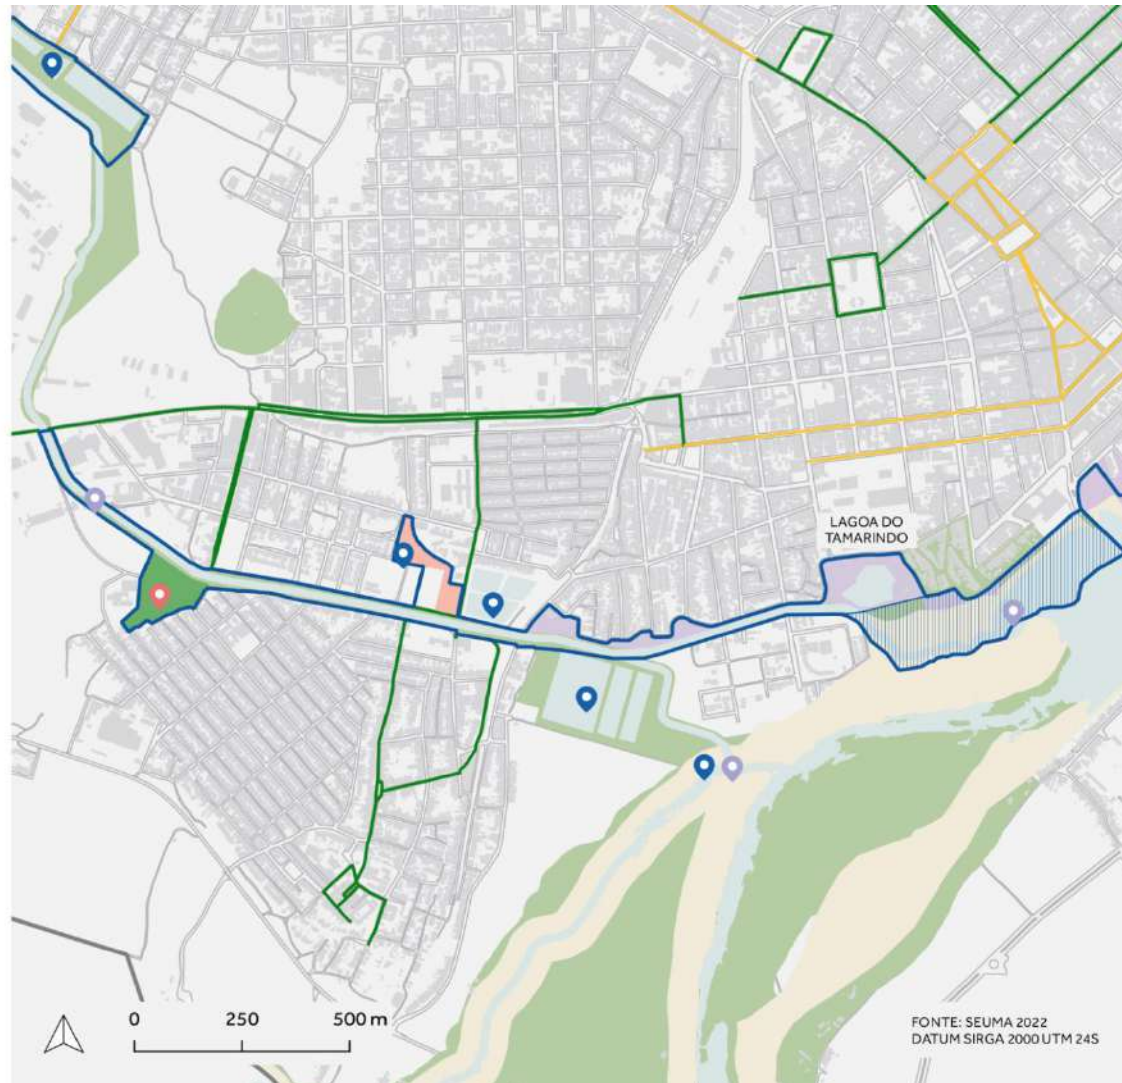 LAGOA DO
TAMARINDO
0 250 500 m
FONTE: SEUMA 2022
DATUM SIRGA 2000 UTM 24S